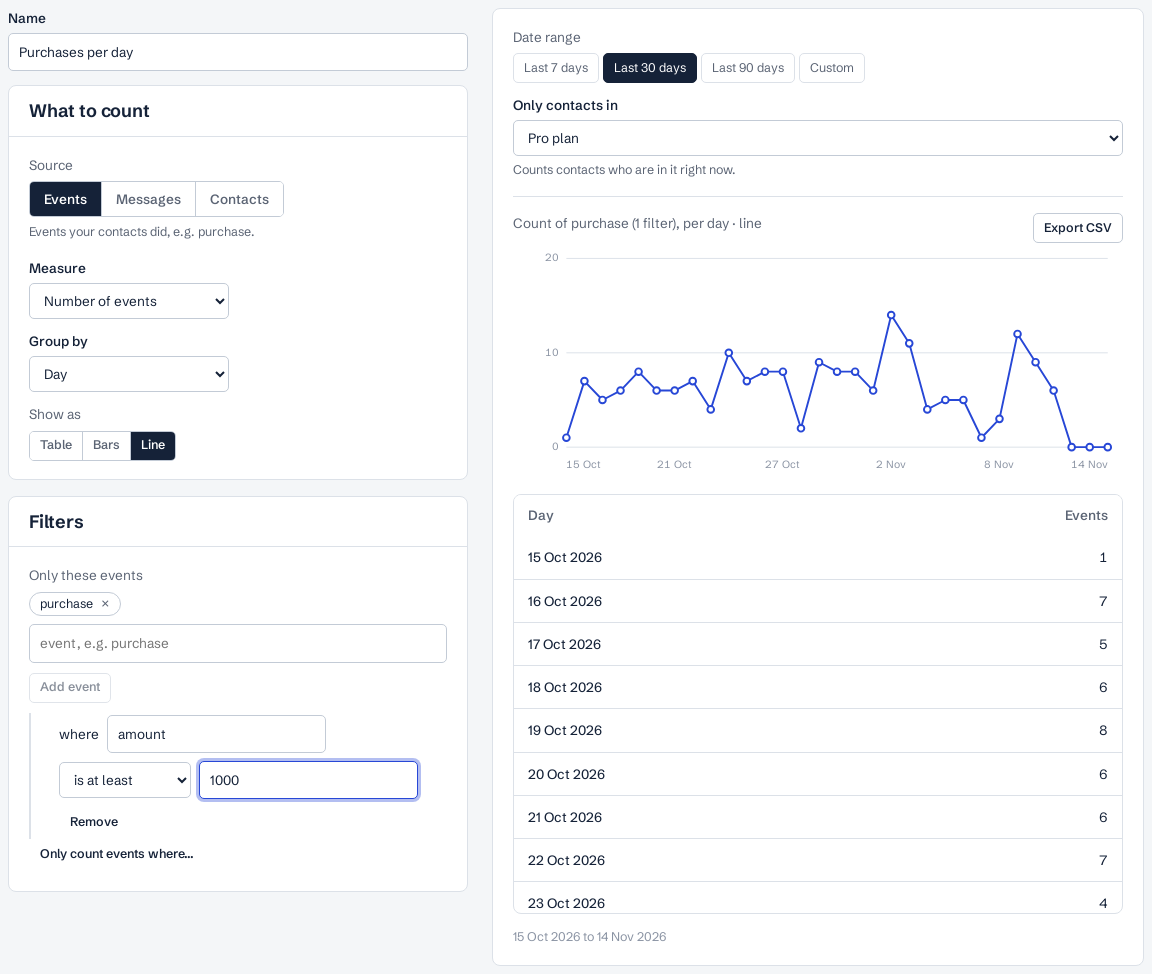 Name
Purchases per day
What to count
Source
Events Messages Contacts
Events your contacts did, e.g. purchase.
Measure
Number of events
Group by
Day
Show as
Table Bars Line
Filters
Only these events
purchase ×
event, e.g. purchase
Add event
where amount
is at least 1000
Remove
Only count events where...
Date range
Last 7 days Last 30 days Last 90 days Custom
Only contacts in
Pro plan
Counts contacts who are in it right now.
Count of purchase (1 filter), per day · line Export CSV
20
10
0
15 Oct 21 Oct 27 Oct 2 Nov 8 Nov 14 Nov
Day Events
15 Oct 2026 1
16 Oct 2026 7
17 Oct 2026 5
18 Oct 2026 6
19 Oct 2026 8
20 Oct 2026 6
21 Oct 2026 6
22 Oct 2026 7
23 Oct 2026 4
15 Oct 2026 to 14 Nov 2026